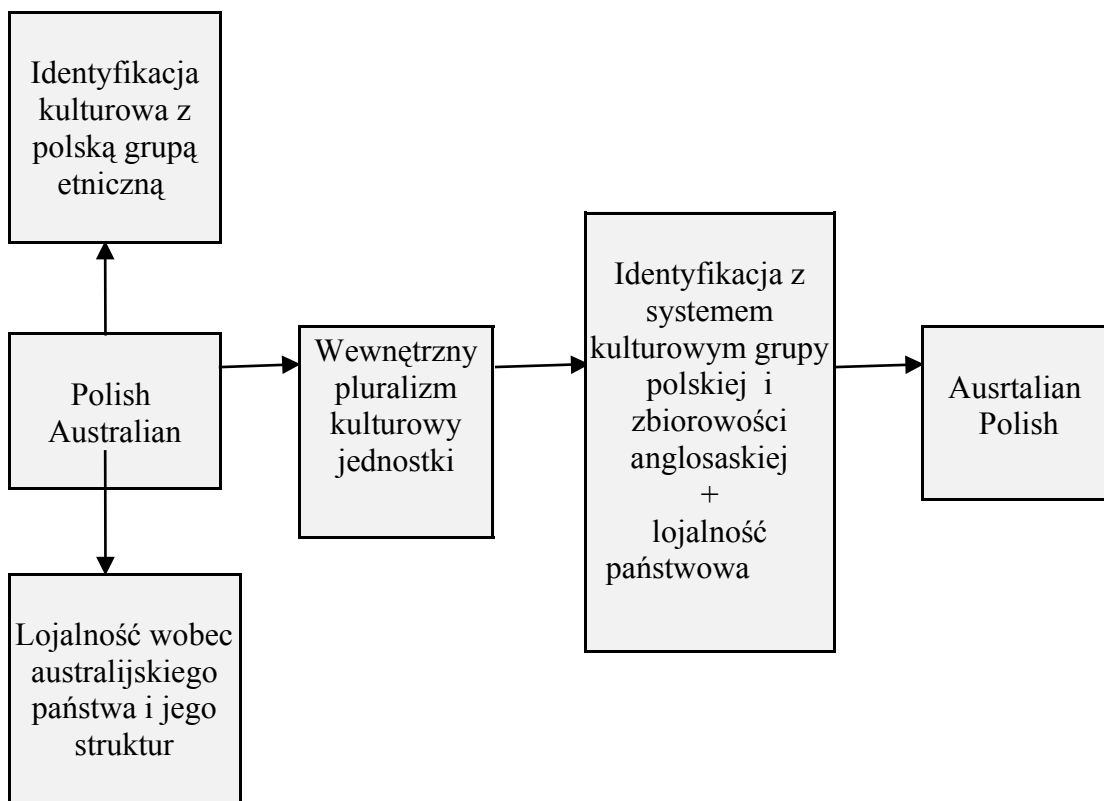 Identyfikacja
kulturowa z
polską grupą
etniczną
Polish
Australian
Lojalność wobec
australijskiego
państwa i jego
struktur
Wewnętrzny
pluralizm
kulturowy
jednostki
Identyfikacja z
systemem
kulturowym grupy
polskiej i
zbiorowości
anglosaskiej
+
lojalność
państwowa
Ausrtalian
Polish